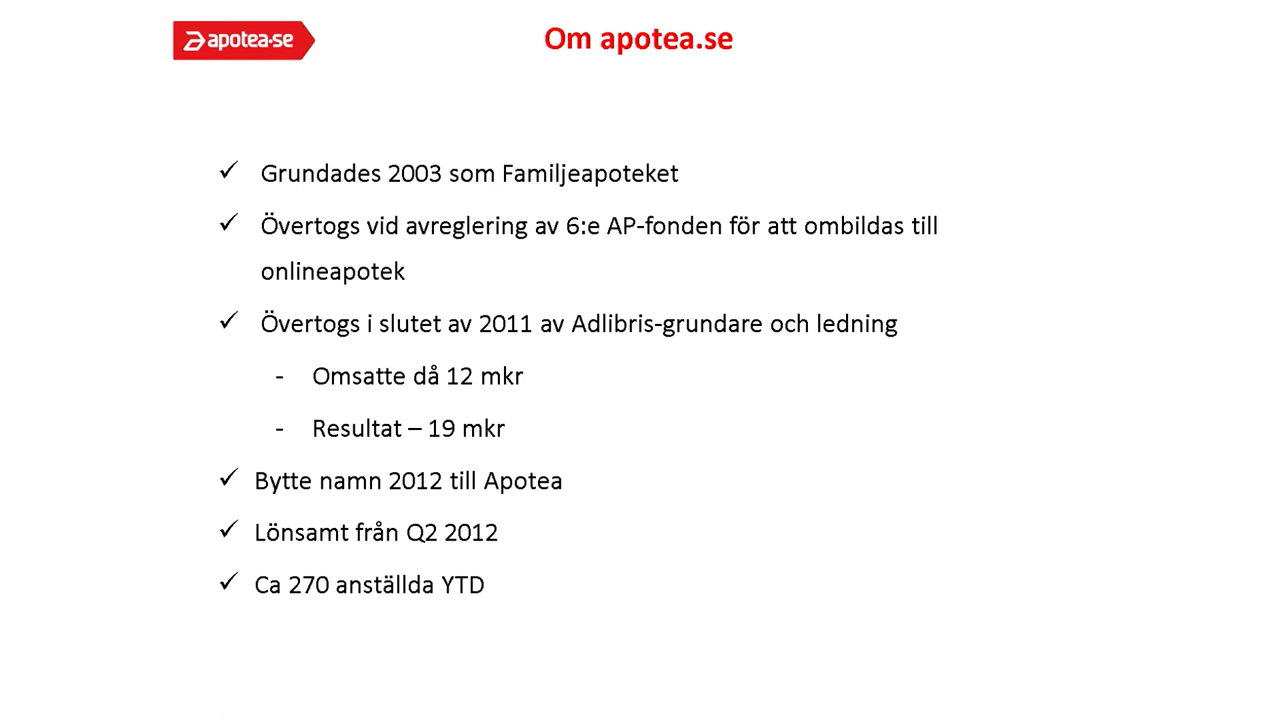 apotea.se
Om apotea.se
✓ Grundades 2003 som Familjeapoteket
✓ Övertogs vid avreglering av 6:e AP-fonden för att ombildas till
onlineapotek
✓ Övertogs i slutet av 2011 av Adlibris-grundare och ledning
- Omsatte då 12 mkr
- Resultat – 19 mkr
✓ Bytte namn 2012 till Apotea
✓ Lönsamt från Q2 2012
✓ Ca 270 anställda YTD